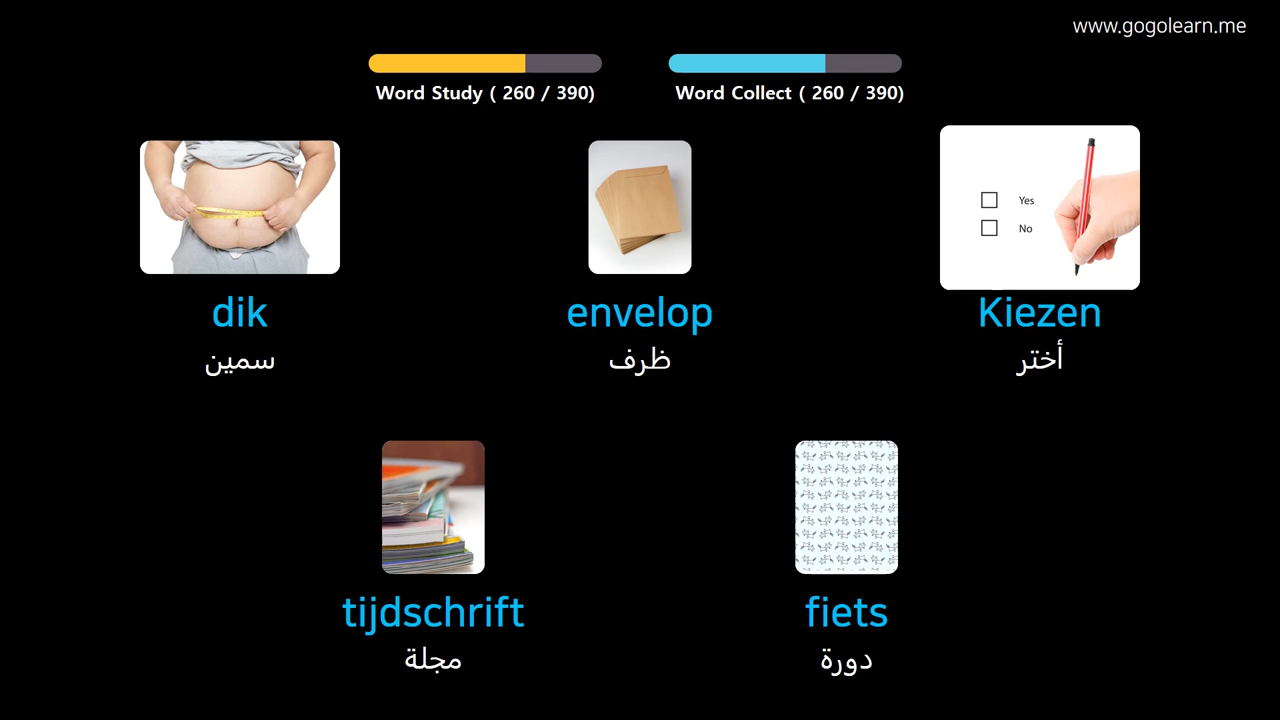 www.gogolearn.me
Word Study ( 260 / 390)
Word Collect ( 260 / 390)
Yes
No
dik
envelop
Kiezen
سمين
ظرف
أختر
tijdschrift
fiets
مجلة
دورة